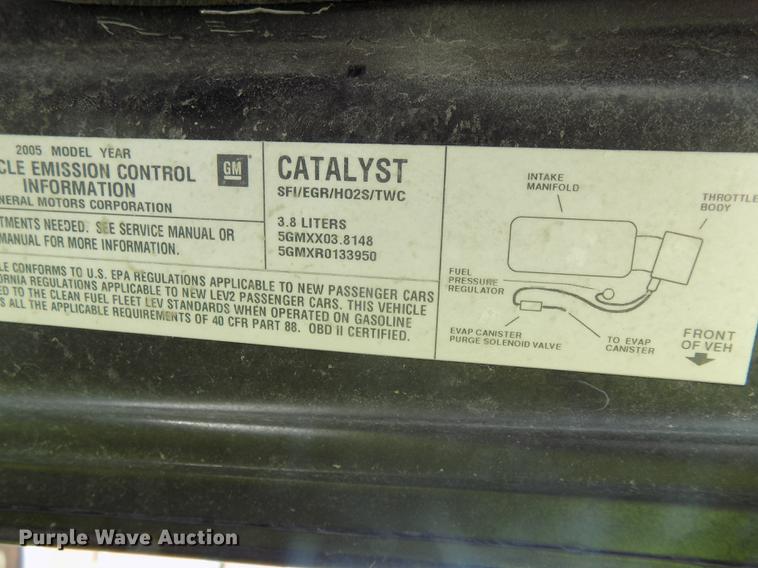 2005 MODEL YEAR
CLE EMISSION CONTROL
INFORMATION
ENERAL MOTORS CORPORATION
GM
TMENTS NEEDED. SEE SERVICE MANUAL OR
MANUAL FOR MORE INFORMATION.
CATALYST
SFI/EGR/HO2S/TWC
3.8 LITERS
5GMXX03.8148
5GMXR0133950
LE CONFORMS TO U.S. EPA REGULATIONS APPLICABLE TO NEW PASSENGER CARS
FORNIA REGULATIONS APPLICABLE TO NEW LEV2 PASSENGER CARS. THIS VEHICLE
ED TO THE CLEAN FUEL FLEET LEV STANDARDS WHEN OPERATED ON GASOLINE
S ALL THE APPLICABLE REQUIREMENTS OF 40 CFR PART 88. OBD II CERTIFIED.
INTAKE
MANIFOLD
THROTTLE
BODY
FUEL
PRESSURE
REGULATOR
EVAP CANISTER
PURGE SOLENOID VALVE
TO EVAP
CANISTER
FRONT
OF VEH
Purple Wave Auction